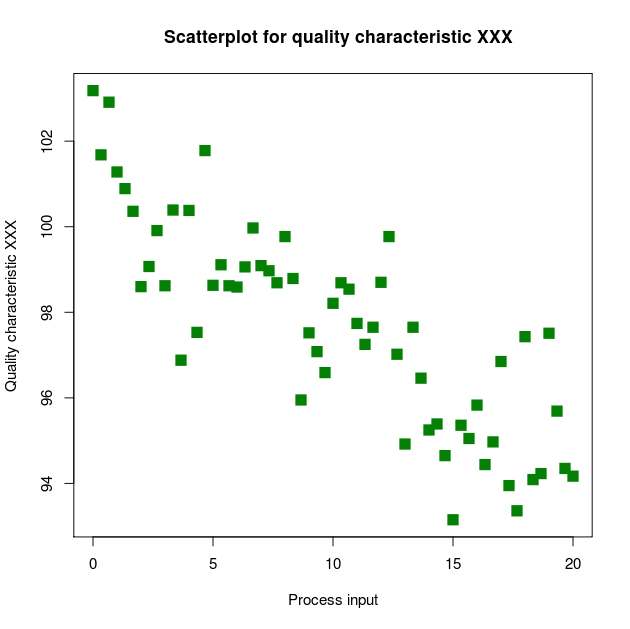 Scatterplot for quality characteristic XXX
Quality characteristic XXX
102
100
98
96
94
0 5 10 15 20
Process input